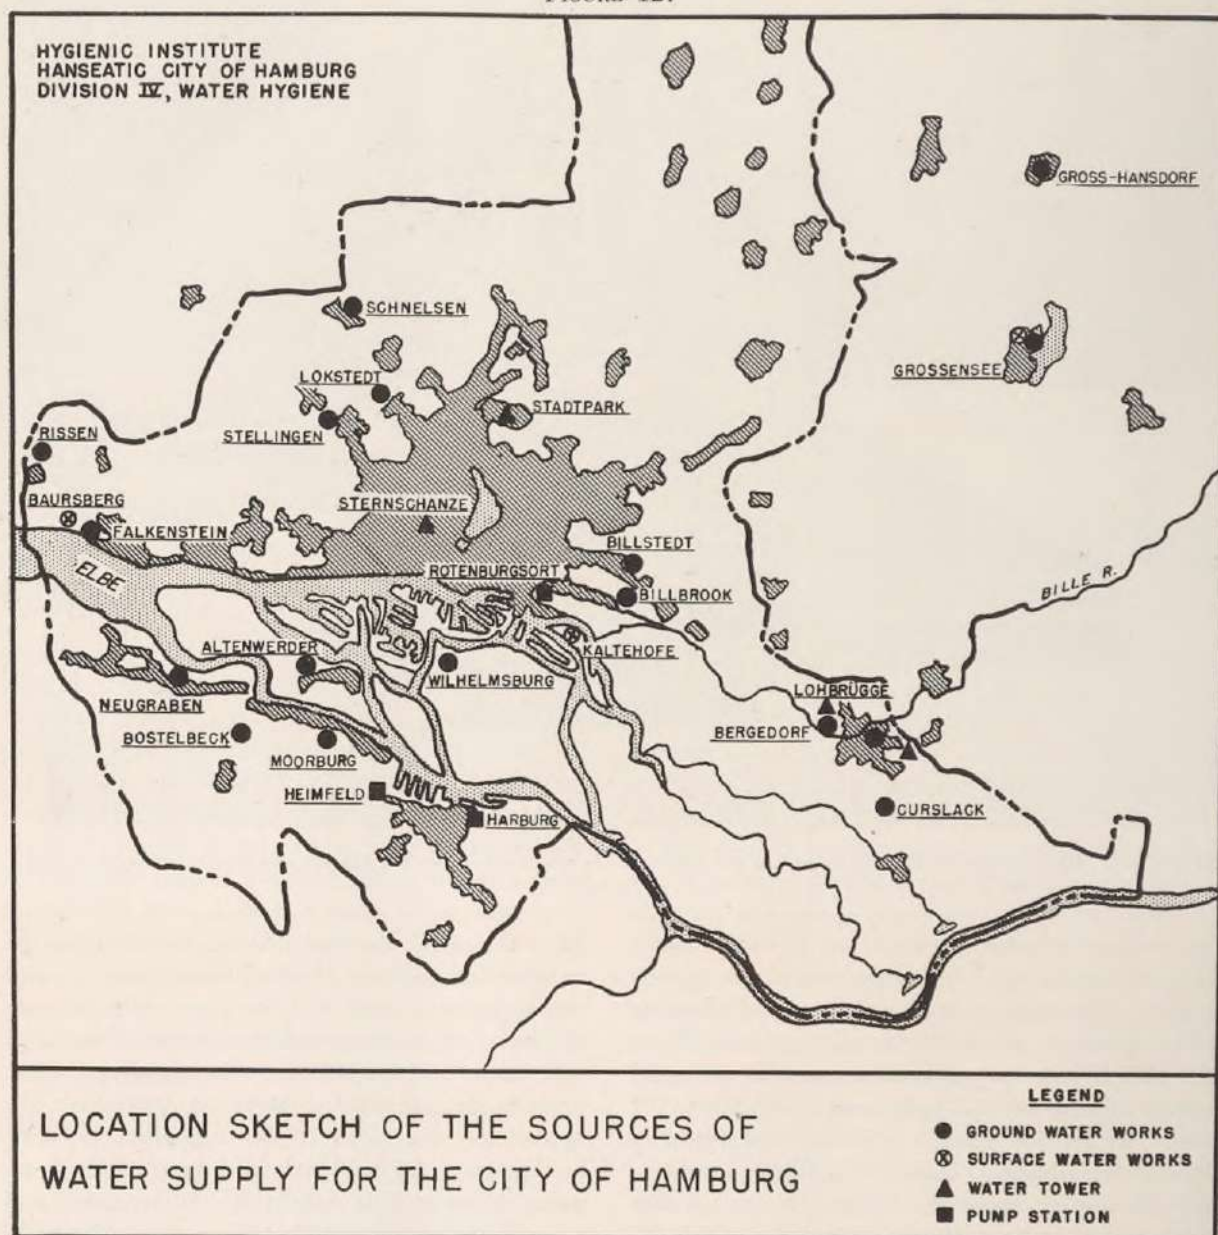 HYGIENIC INSTITUTE
HANSEATIC CITY OF HAMBURG
DIVISION IV, WATER HYGIENE
GROSS-HANSDORF
SCHNELSEN
GROSSENSEE
LOKSTEDT
STADTPARK
STELLINGEN
RISSEN
BAURSBERG
STERNSCHANZE
FALKENSTEIN
BILLSTEDT
ELBE
ROTENBURGSORT
BILLE R.
BILLBROOK
ALTENWERDER
KALTEHOFE
WILHELMSBURG
LOHBRÜGGE
NEUGRABEN
BOSTELBECK
BERGEDORF
MOORBURG
HEIMFELD
HARBURG
CURSLACK
LOCATION SKETCH OF THE SOURCES OF
WATER SUPPLY FOR THE CITY OF HAMBURG
LEGEND
GROUND WATER WORKS
SURFACE WATER WORKS
WATER TOWER
PUMP STATION